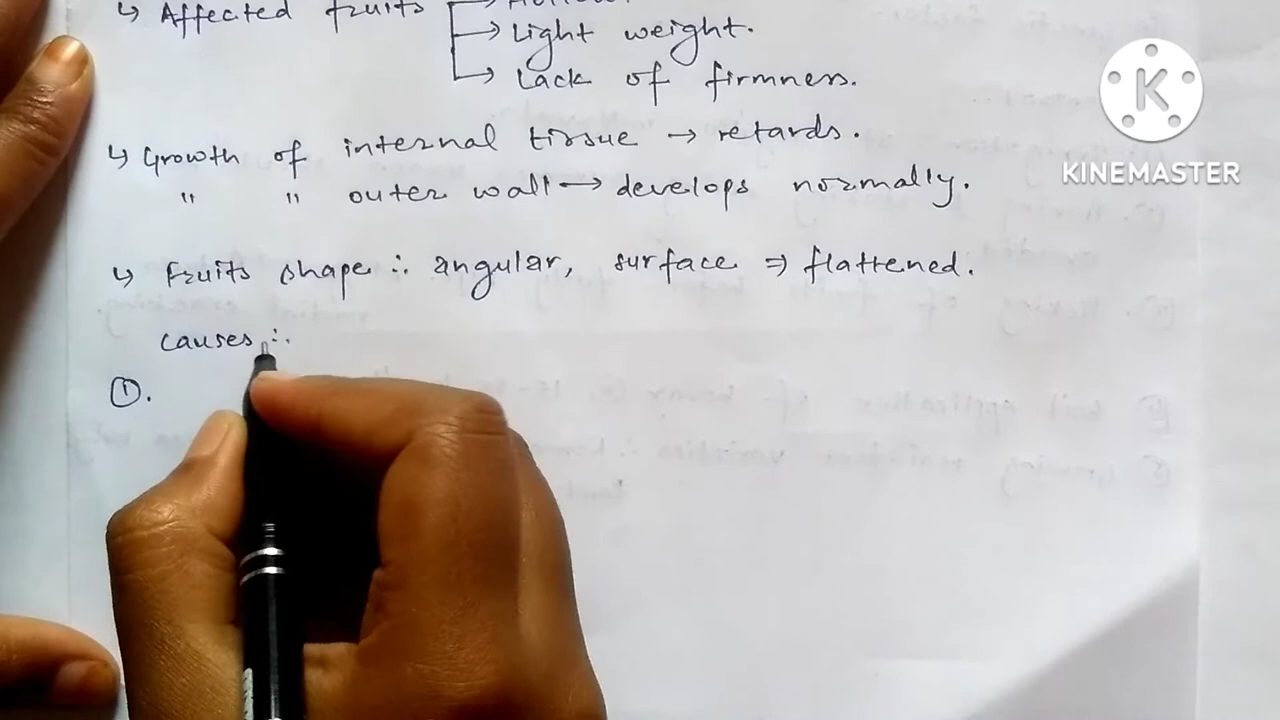 ↳ Affected fruits
→ Light weight.
→ Lack of firmness.
↳ Growth of internal tissue → retards.
" " outer wall → develops normally.
↳ Fruits shape : angular, surface ⇒ flattened.
Causes :
①.
K
KINEMASTER